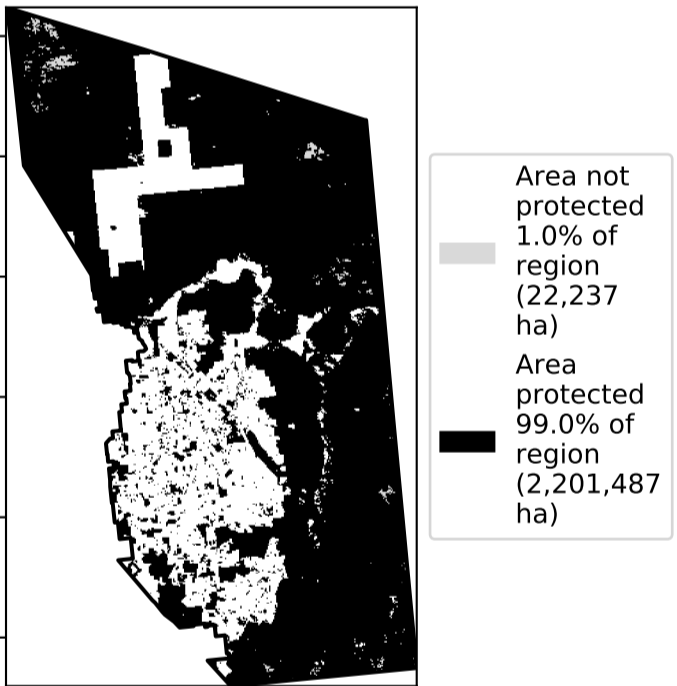 Area not
protected
1.0% of
region
(22,237
ha)
Area
protected
99.0% of
region
(2,201,487
ha)